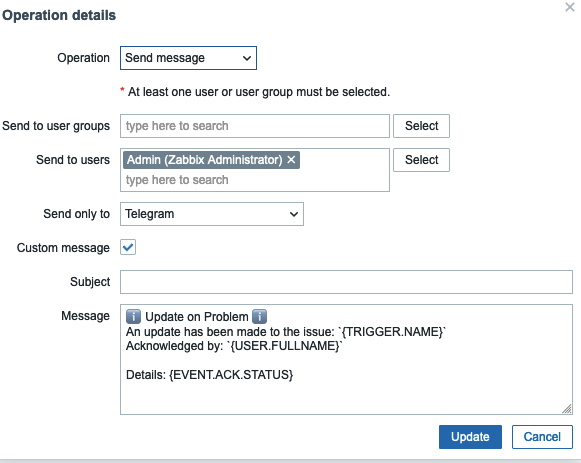 Operation details
Operation Send message
* At least one user or user group must be selected.
Send to user groups type here to search Select
Send to users Admin (Zabbix Administrator) × Select
type here to search
Send only to Telegram
Custom message
Subject
Message ℹ️ Update on Problem ℹ️
An update has been made to the issue: `{TRIGGER.NAME}`
Acknowledged by: `{USER.FULLNAME}`
Details: {EVENT.ACK.STATUS}
Update Cancel